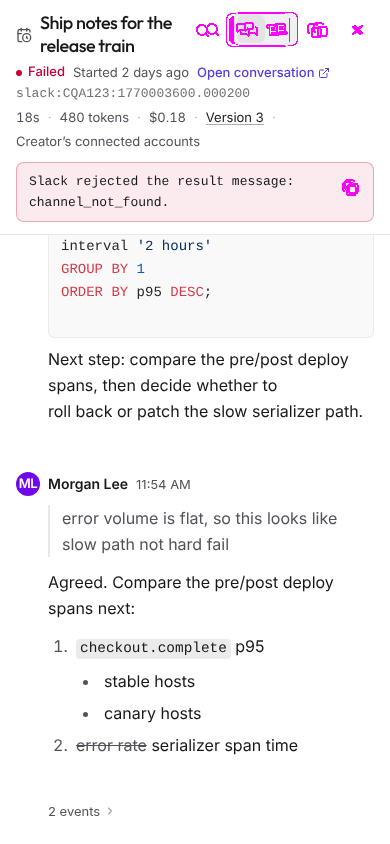 Ship notes for the
release train
Failed Started 2 days ago Open conversation
slack:CQA123:1770003600.000200
18s · 480 tokens · $0.18 · Version 3 ·
Creator's connected accounts
Slack rejected the result message:
channel_not_found.
interval '2 hours'
GROUP BY 1
ORDER BY p95 DESC;
Next step: compare the pre/post deploy
spans, then decide whether to
roll back or patch the slow serializer path.
ML Morgan Lee 11:54 AM
error volume is flat, so this looks like
slow path not hard fail
Agreed. Compare the pre/post deploy
spans next:
1. checkout.complete p95
• stable hosts
• canary hosts
2. error rate serializer span time
2 events